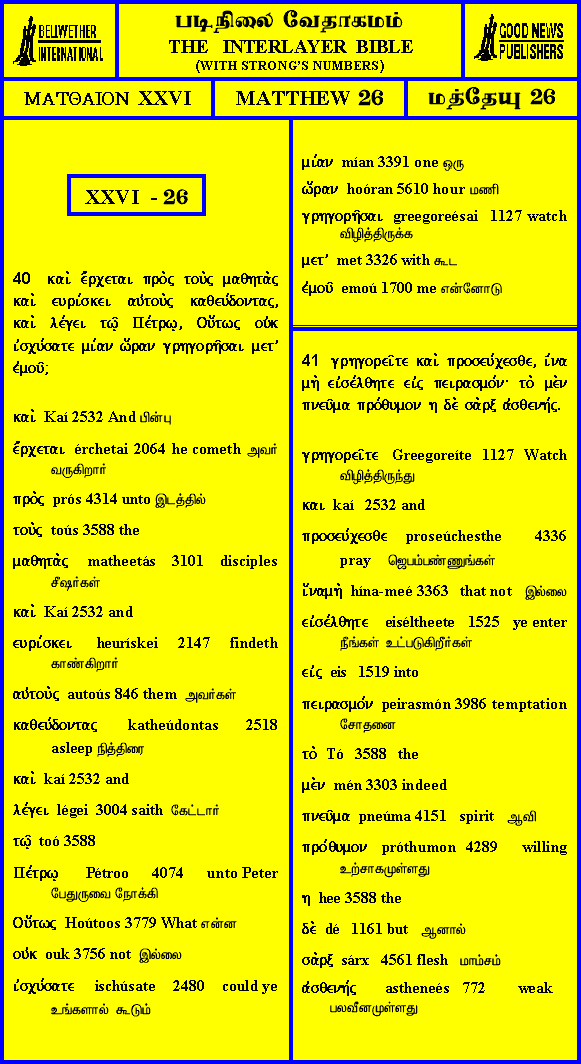 BELLWETHER
INTERNATIONAL
படிநிலை வேதாகமம்
THE INTERLAYER BIBLE
(WITH STRONG'S NUMBERS)
GOOD NEWS
PUBLISHERS
ΜΑΤΘΑΙΟΝ XXVI
MATTHEW 26
மத்தேயு 26
XXVI - 26
40 καὶ ἔρχεται πρὸς τοὺς μαθητὰς
καὶ ευρίσκει αὐτοὺς καθεύδοντας,
καὶ λέγει τῷ Πέτρῳ, Οὕτως οὐκ
ἰσχύσατε μίαν ὥραν γρηγορῆσαι μετ'
ἐμοῦ;
καὶ Kaí 2532 And பின்பு
ἔρχεται érchetai 2064 he cometh அவர்
வருகிறார்
πρὸς prós 4314 unto இடத்தில்
τοὺς toús 3588 the
μαθητὰς matheetás 3101 disciples
சீஷர்கள்
καὶ Kaí 2532 and
ευρίσκει heurískei 2147 findeth
காண்கிறார்
αὐτοὺς autoús 846 them அவர்கள்
καθεύδοντας katheúdontas 2518
asleep நித்திரை
καὶ kaí 2532 and
λέγει légei 3004 saith கேட்டார்
τῷ toó 3588
Πέτρῳ Pétroo 4074 unto Peter
பேதுருவை நோக்கி
Οὕτως Hoútoos 3779 What என்ன
οὐκ ouk 3756 not இல்லை
ἰσχύσατε ischúsate 2480 could ye
உங்களால் கூடும்
μίαν mían 3391 one ஒரு
ὥραν hoóran 5610 hour மணி
γρηγορῆσαι greegoreésai 1127 watch
விழித்திருக்க
μετ' met 3326 with கூட
ἐμοῦ emoú 1700 me என்னோடு
41 γρηγορεῖτε καὶ προσεύχεσθε, ἵνα
μὴ εἰσέλθητε εἰς πειρασμόν· τὸ μὲν
πνεῦμα πρόθυμον η δὲ σὰρξ ἀσθενής.
γρηγορεῖτε Greegoreíte 1127 Watch
விழித்திருந்து
και kaí 2532 and
προσεύχεσθε proseúchesthe 4336
pray ஜெபம்பண்ணுங்கள்
ἵναμὴ hína-meé 3363 that not இல்லை
εἰσέλθητε eiséltheete 1525 ye enter
நீங்கள் உட்படுகிறீர்கள்
εἰς eis 1519 into
πειρασμόν peirasmón 3986 temptation
சோதனை
τὸ Tó 3588 the
μὲν mén 3303 indeed
πνεῦμα pneúma 4151 spirit ஆவி
πρόθυμον próthumon 4289 willing
உற்சாகமுள்ளது
η hee 3588 the
δὲ dé 1161 but ஆனால்
σὰρξ sárx 4561 flesh மாம்சம்
ἀσθενής astheneés 772 weak
பலவீனமுள்ளது